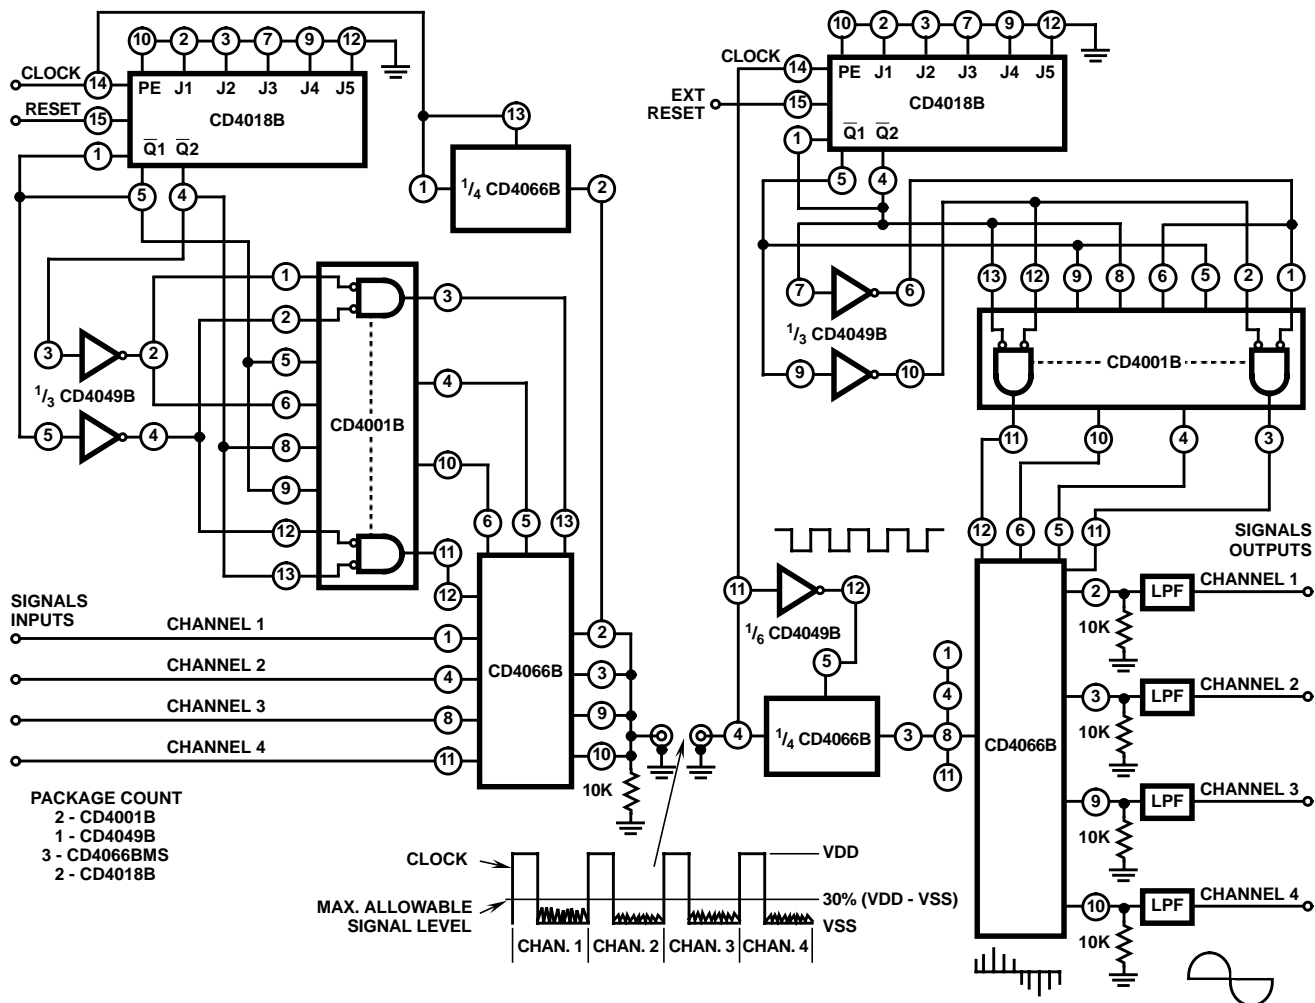 CLOCK
14
10
2
3
7
9
12
PE J1 J2 J3 J4 J5
CD4018B
RESET
15
1
Q̅1 Q̅2
5
4
13
1
1/4 CD4066B
2
3
2
1/3 CD4049B
5
4
1
2
5
6
8
9
12
13
CD4001B
3
4
10
11
6
5
13
12
SIGNALS
INPUTS
CHANNEL 1
1
CHANNEL 2
4
CHANNEL 3
8
CHANNEL 4
11
CD4066B
2
3
9
10
10K
PACKAGE COUNT
2 - CD4001B
1 - CD4049B
3 - CD4066BMS
2 - CD4018B
CLOCK
MAX. ALLOWABLE
SIGNAL LEVEL
VDD
30% (VDD - VSS)
VSS
CHAN. 1
CHAN. 2
CHAN. 3
CHAN. 4
CLOCK
14
10
2
3
7
9
12
PE J1 J2 J3 J4 J5
CD4018B
EXT
RESET
15
1
Q̅1 Q̅2
5
4
7
6
1/3 CD4049B
9
10
13
12
9
8
6
5
2
1
CD4001B
11
10
4
3
12
6
5
11
11
12
1/6 CD4049B
5
4
1/4 CD4066B
3
1
4
8
11
CD4066B
SIGNALS
OUTPUTS
2
LPF
CHANNEL 1
10K
3
LPF
CHANNEL 2
10K
9
LPF
CHANNEL 3
10K
10
LPF
CHANNEL 4
10K